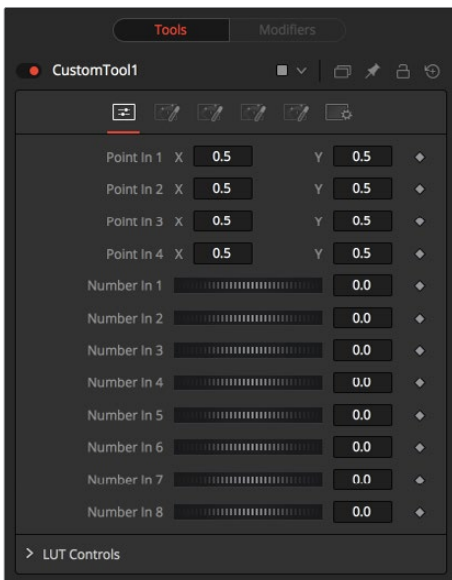 Tools Modifiers
CustomTool1
Point In 1 X 0.5 Y 0.5
Point In 2 X 0.5 Y 0.5
Point In 3 X 0.5 Y 0.5
Point In 4 X 0.5 Y 0.5
Number In 1 0.0
Number In 2 0.0
Number In 3 0.0
Number In 4 0.0
Number In 5 0.0
Number In 6 0.0
Number In 7 0.0
Number In 8 0.0
LUT Controls